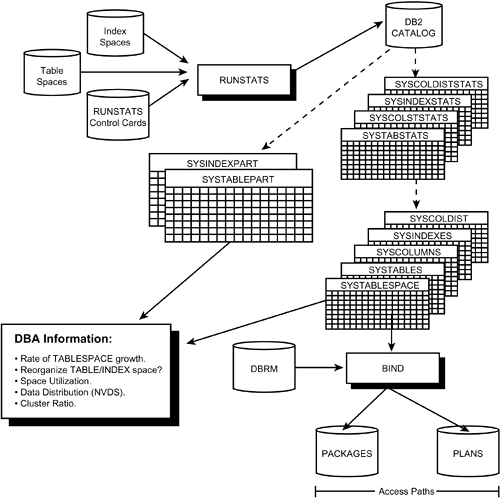 Index
Spaces
DB2
CATALOG
Table
Spaces
RUNSTATS
RUNSTATS
Control Cards
SYSCOLDISTSTATS
SYSINDEXSTATS
SYSCOLSTSTATS
SYSTABSTATS
SYSINDEXPART
SYSTABLEPART
SYSCOLDIST
SYSINDEXES
SYSCOLUMNS
SYSTABLES
SYSTABLESPACE
DBA Information:
• Rate of TABLESPACE growth.
• Reorganize TABLE/INDEX space?
• Space Utilization.
• Data Distribution (NVDS).
• Cluster Ratio.
DBRM
BIND
PACKAGES
PLANS
Access Paths